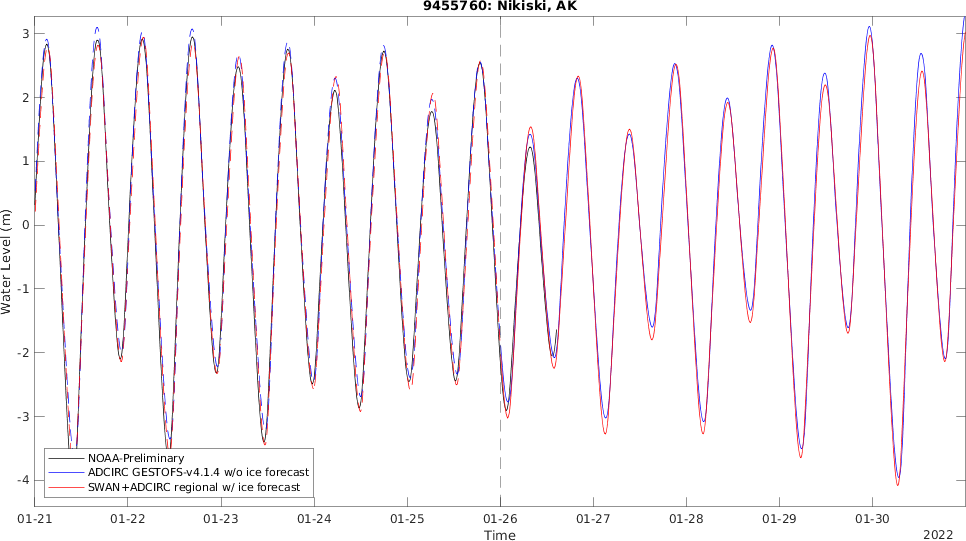 9455760: Nikiski, AK
Water Level (m)
3
2
1
0
-1
-2
-3
-4
NOAA-Preliminary
ADCIRC GESTOFS-v4.1.4 w/o ice forecast
SWAN+ADCIRC regional w/ ice forecast
01-21 01-22 01-23 01-24 01-25 01-26 01-27 01-28 01-29 01-30
Time
2022